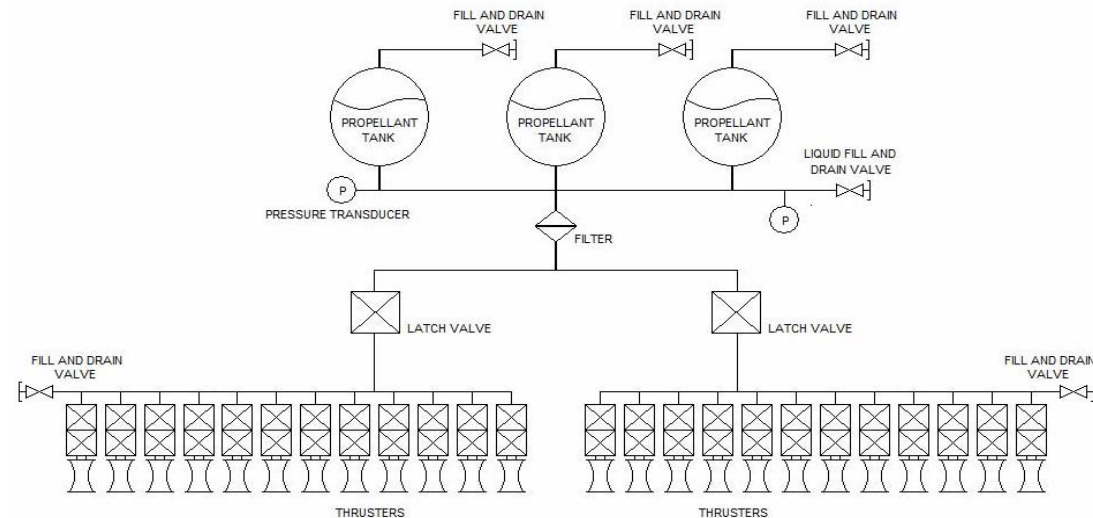 FILL AND DRAIN
VALVE
FILL AND DRAIN
VALVE
FILL AND DRAIN
VALVE
PROPELLANT
TANK
PROPELLANT
TANK
PROPELLANT
TANK
LIQUID FILL AND
DRAIN VALVE
P
PRESSURE TRANSDUCER
P
FILTER
LATCH VALVE
LATCH VALVE
FILL AND DRAIN
VALVE
FILL AND DRAIN
VALVE
THRUSTERS
THRUSTERS